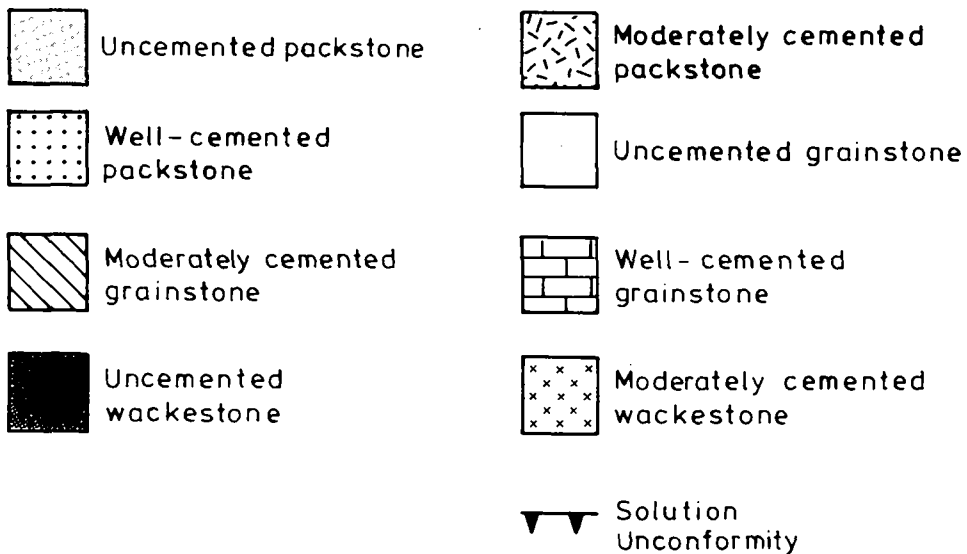 Uncemented packstone
Moderately cemented
packstone
Well-cemented
packstone
Uncemented grainstone
Moderately cemented
grainstone
Well-cemented
grainstone
Uncemented
wackestone
Moderately cemented
wackestone
Solution
Unconformity